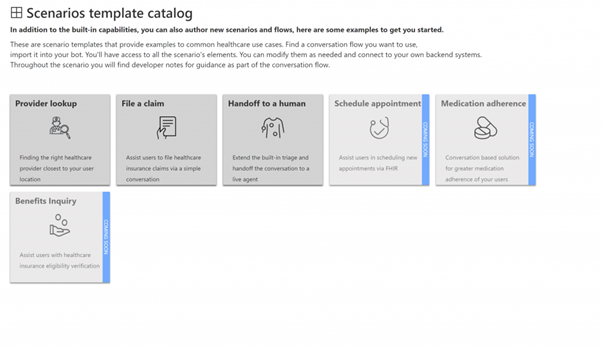 Scenarios template catalog
In addition to the built-in capabilities, you can also author new scenarios and flows, here are some examples to get you started.
These are scenario templates that provide examples to common healthcare use cases. Find a conversation flow you want to use,
import it into your bot. You'll have access to all the scenario's elements. You can modify them as needed and connect to your own backend systems.
Throughout the scenario you will find developer notes for guidance as part of the conversation flow.
Provider lookup
Finding the right healthcare
provider closest to your user
location
File a claim
Assist users to file healthcare
insurance claims via a simple
conversation
Handoff to a human
Extend the built-in triage and
handoff the conversation to a
live agent
Schedule appointment
Assist users in scheduling new
appointments via FHIR
COMING SOON
Medication adherence
Conversation based solution
for greater medication
adherence of your users
COMING SOON
Benefits Inquiry
Assist users with healthcare
insurance eligibility verification
COMING SOON